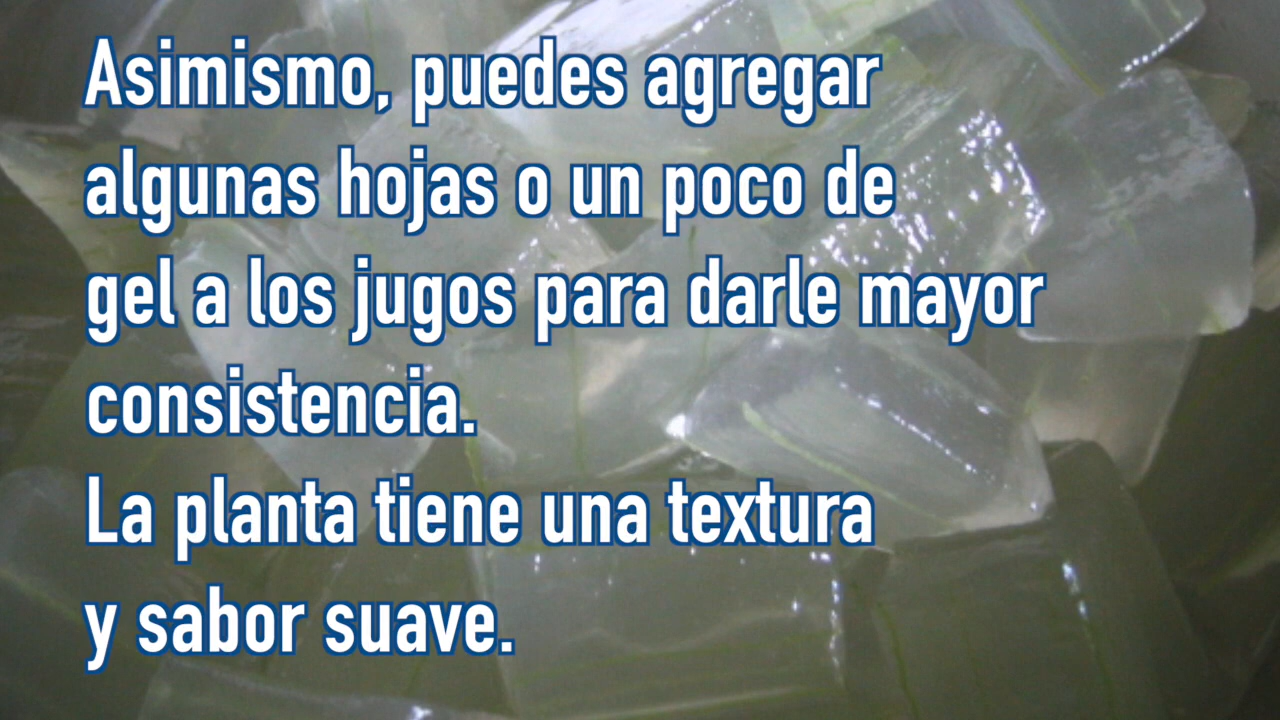 Asimismo, puedes agregar
algunas hojas o un poco de
gel a los jugos para darle mayor
consistencia.
La planta tiene una textura
y sabor suave.